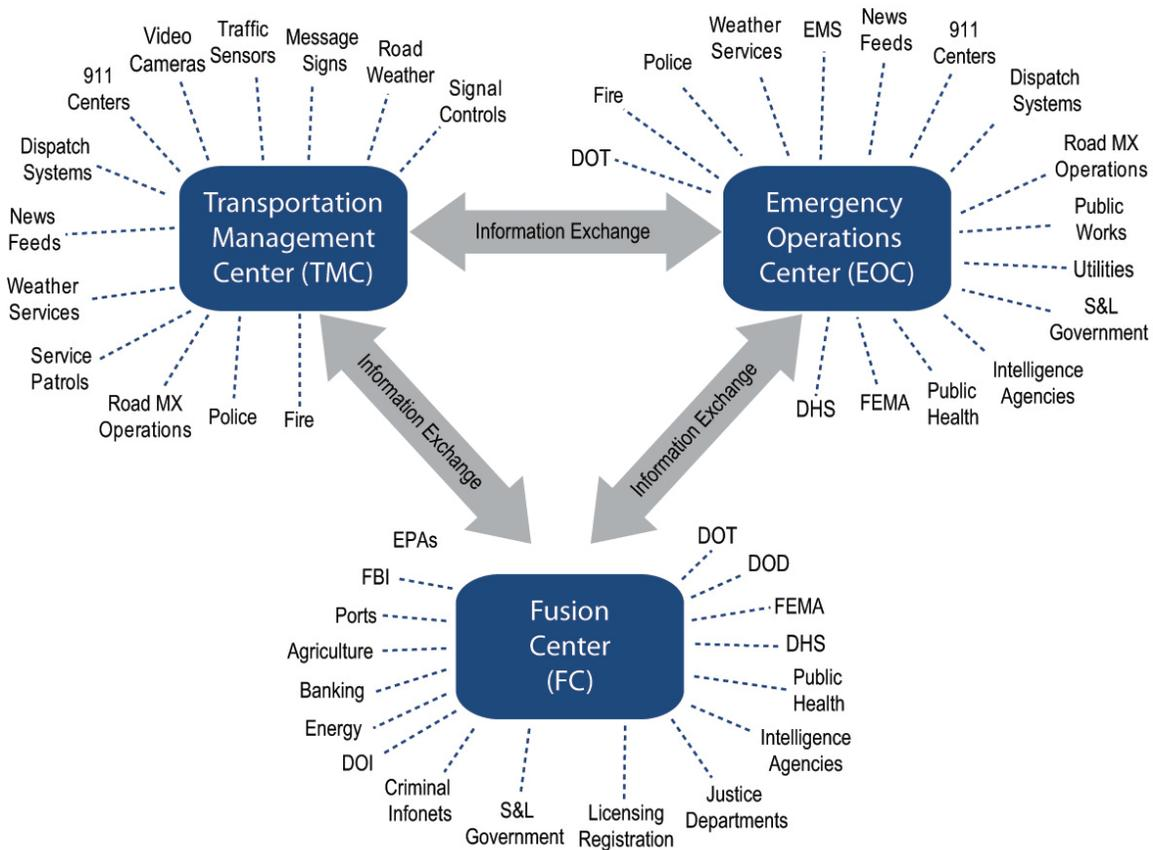 Video
Cameras
Traffic
Sensors
Message
Signs
Road
Weather
Signal
Controls
911
Centers
Dispatch
Systems
News
Feeds
Weather
Services
Service
Patrols
Road MX
Operations
Police
Fire
Transportation
Management
Center (TMC)
Information Exchange
DOT
Fire
Police
Weather
Services
EMS
News
Feeds
911
Centers
Dispatch
Systems
Road MX
Operations
Public
Works
Utilities
S&L
Government
Intelligence
Agencies
Public
Health
FEMA
DHS
Emergency
Operations
Center (EOC)
Information Exchange
Information Exchange
EPAs
FBI
Ports
Agriculture
Banking
Energy
DOI
Criminal
Infonets
S&L
Government
Licensing
Registration
Justice
Departments
Intelligence
Agencies
Public
Health
DHS
FEMA
DOD
DOT
Fusion
Center
(FC)